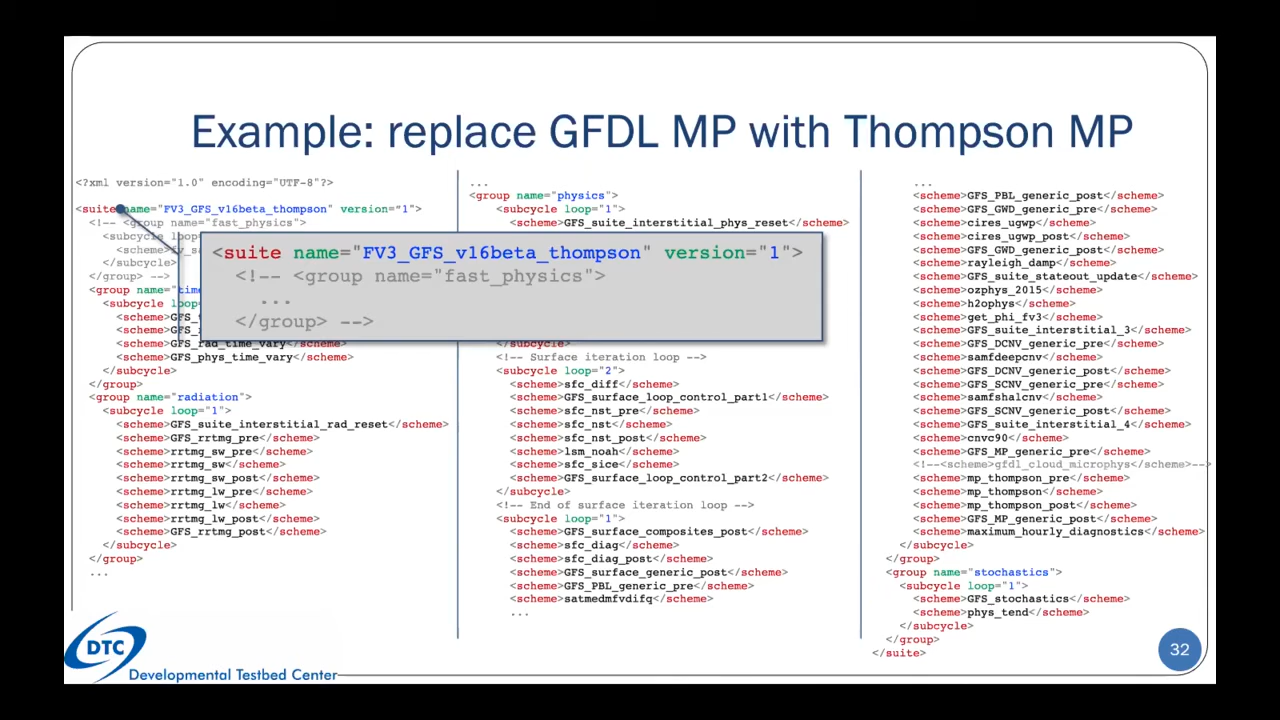 Example: replace GFDL MP with Thompson MP
<?xml version="1.0" encoding="UTF-8"?>
<suite name="FV3_GFS_v16beta_thompson" version="1">
<!-- <group name="fast_physics">
<subcycle loop=
<scheme>
</subcycle>
</group> -->
<group name=
<subcycle loop=
<scheme>GFS_
<scheme>GFS_
<scheme>GFS_rad_time_vary</scheme>
<scheme>GFS_phys_time_vary</scheme>
</subcycle>
</group>
<group name="radiation">
<subcycle loop="1">
<scheme>GFS_suite_interstitial_rad_reset</scheme>
<scheme>GFS_rrtmg_pre</scheme>
<scheme>rrtmg_sw_pre</scheme>
<scheme>rrtmg_sw</scheme>
<scheme>rrtmg_sw_post</scheme>
<scheme>rrtmg_lw_pre</scheme>
<scheme>rrtmg_lw</scheme>
<scheme>rrtmg_lw_post</scheme>
<scheme>GFS_rrtmg_post</scheme>
</subcycle>
</group>
...
<suite name="FV3_GFS_v16beta_thompson" version="1">
<!-- <group name="fast_physics">
...
</group> -->
...
<group name="physics">
<subcycle loop="1">
<scheme>GFS_suite_interstitial_phys_reset</scheme>
</subcycle>
<!-- Surface iteration loop -->
<subcycle loop="2">
<scheme>sfc_diff</scheme>
<scheme>GFS_surface_loop_control_part1</scheme>
<scheme>sfc_nst_pre</scheme>
<scheme>sfc_nst</scheme>
<scheme>sfc_nst_post</scheme>
<scheme>lsm_noah</scheme>
<scheme>sfc_sice</scheme>
<scheme>GFS_surface_loop_control_part2</scheme>
</subcycle>
<!-- End of surface iteration loop -->
<subcycle loop="1">
<scheme>GFS_surface_composites_post</scheme>
<scheme>sfc_diag</scheme>
<scheme>sfc_diag_post</scheme>
<scheme>GFS_surface_generic_post</scheme>
<scheme>GFS_PBL_generic_pre</scheme>
<scheme>satmedmfvdifq</scheme>
...
...
<scheme>GFS_PBL_generic_post</scheme>
<scheme>GFS_GWD_generic_pre</scheme>
<scheme>cires_ugwp</scheme>
<scheme>cires_ugwp_post</scheme>
<scheme>GFS_GWD_generic_post</scheme>
<scheme>rayleigh_damp</scheme>
<scheme>GFS_suite_stateout_update</scheme>
<scheme>ozphys_2015</scheme>
<scheme>h2ophys</scheme>
<scheme>get_phi_fv3</scheme>
<scheme>GFS_suite_interstitial_3</scheme>
<scheme>GFS_DCNV_generic_pre</scheme>
<scheme>samfdeepcnv</scheme>
<scheme>GFS_DCNV_generic_post</scheme>
<scheme>GFS_SCNV_generic_pre</scheme>
<scheme>samfshalcnv</scheme>
<scheme>GFS_SCNV_generic_post</scheme>
<scheme>GFS_suite_interstitial_4</scheme>
<scheme>cnvc90</scheme>
<scheme>GFS_MP_generic_pre</scheme>
<!--<scheme>gfdl_cloud_microphys</scheme>-->
<scheme>mp_thompson_pre</scheme>
<scheme>mp_thompson</scheme>
<scheme>mp_thompson_post</scheme>
<scheme>GFS_MP_generic_post</scheme>
<scheme>maximum_hourly_diagnostics</scheme>
</subcycle>
</group>
<group name="stochastics">
<subcycle loop="1">
<scheme>GFS_stochastics</scheme>
<scheme>phys_tend</scheme>
</subcycle>
</group>
</suite>
DTC
Developmental Testbed Center
32